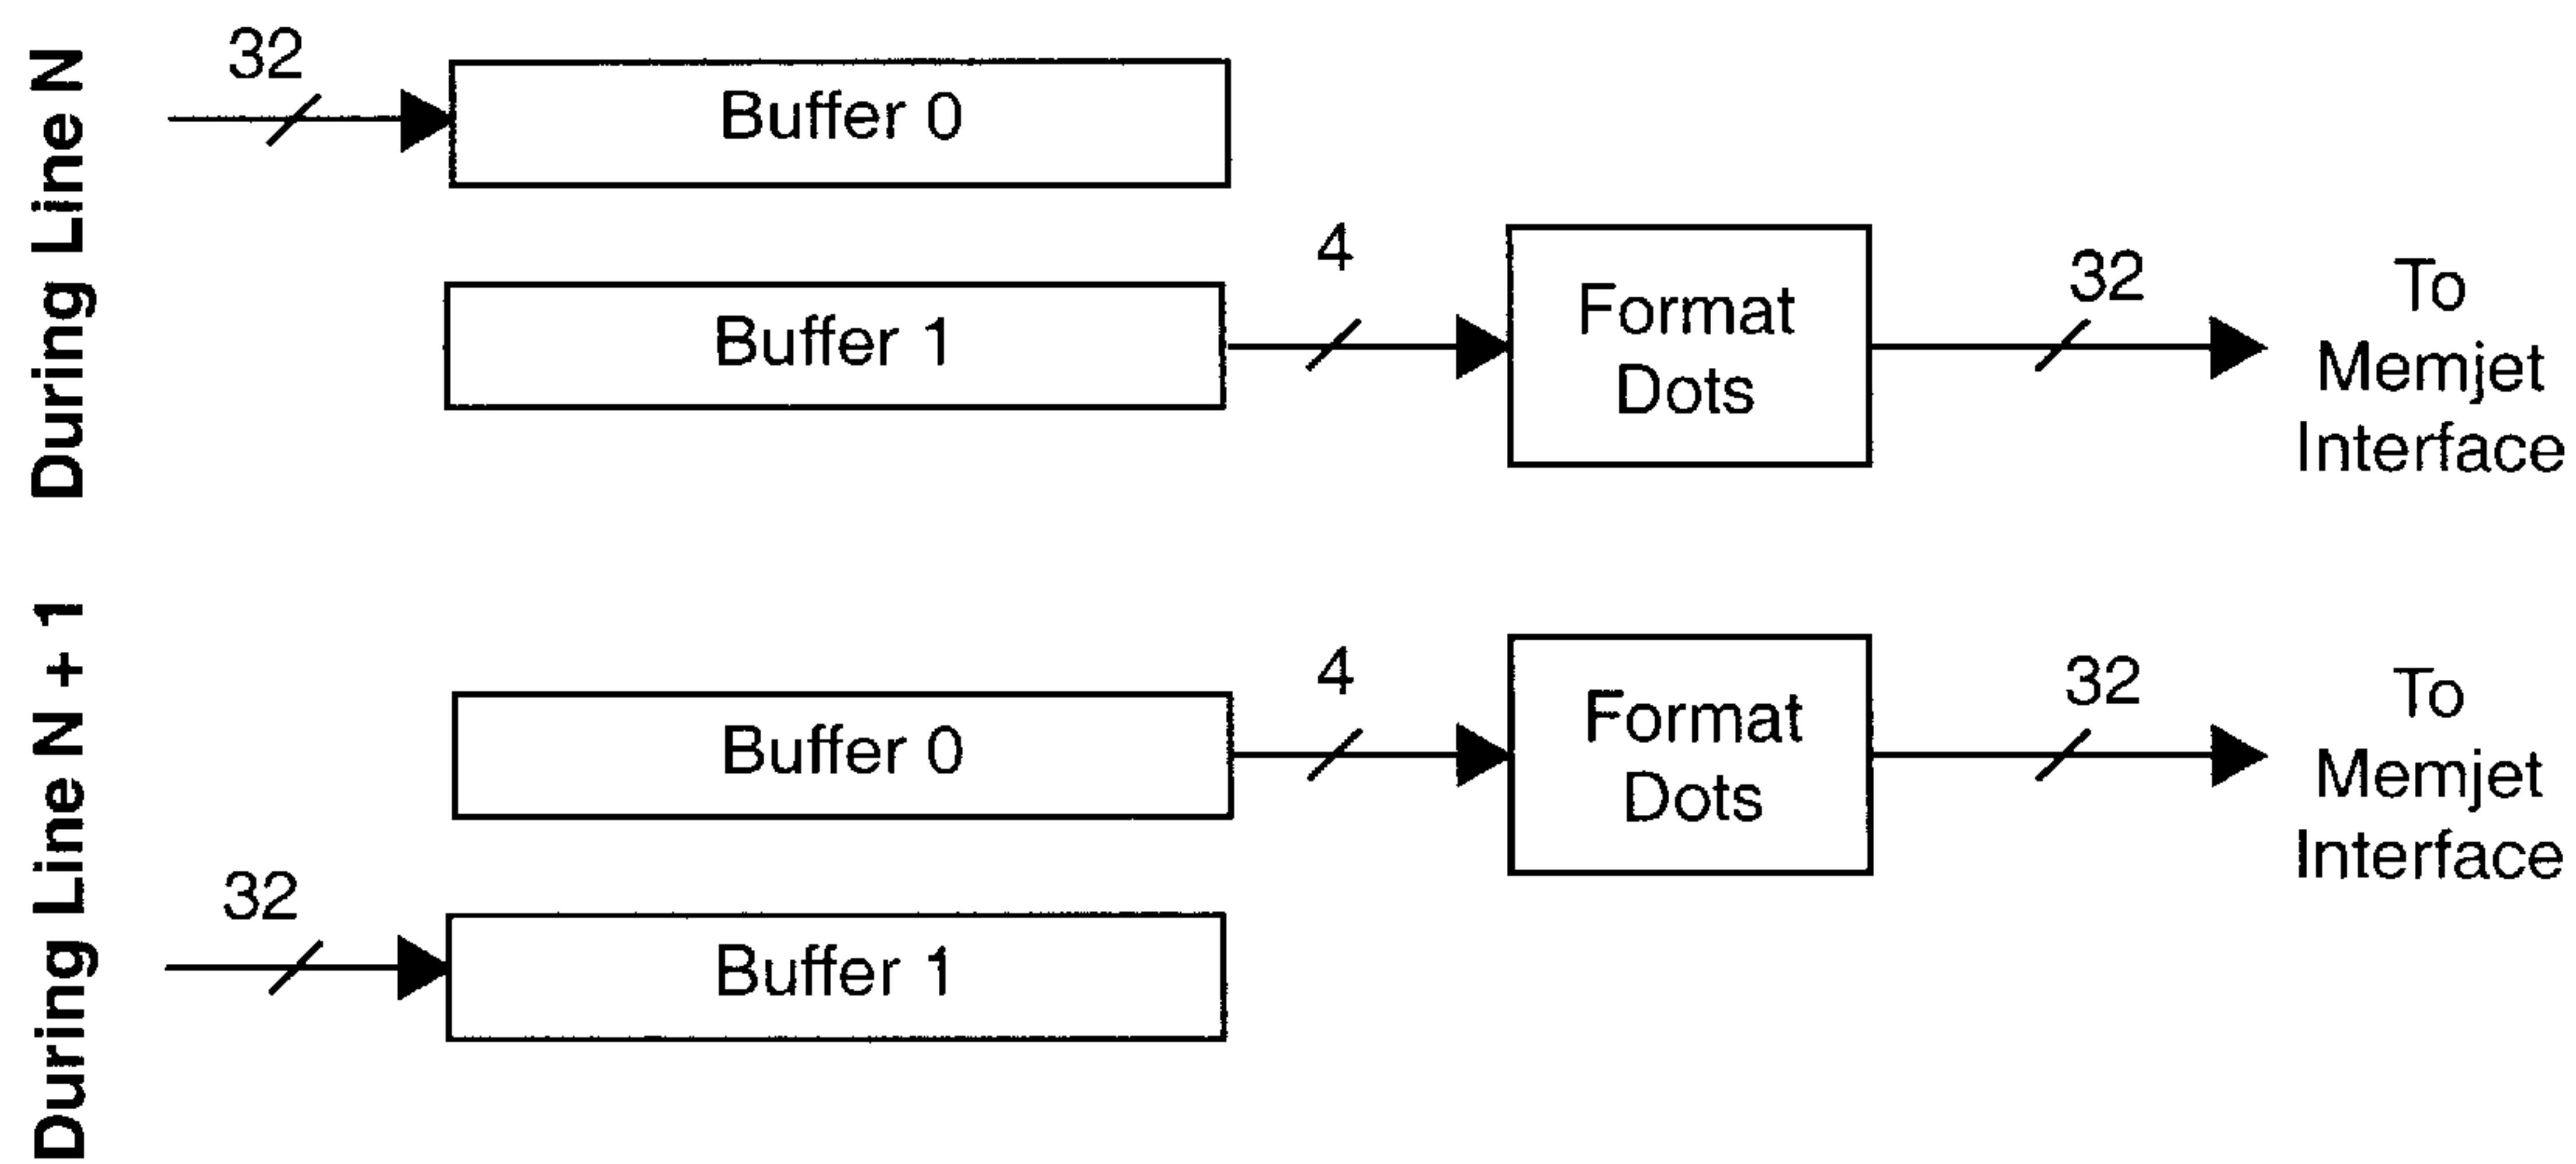 During Line N
32
Buffer 0
Buffer 1
4
Format
Dots
32
To
Memjet
Interface
During Line N + 1
Buffer 0
4
Format
Dots
32
To
Memjet
Interface
32
Buffer 1